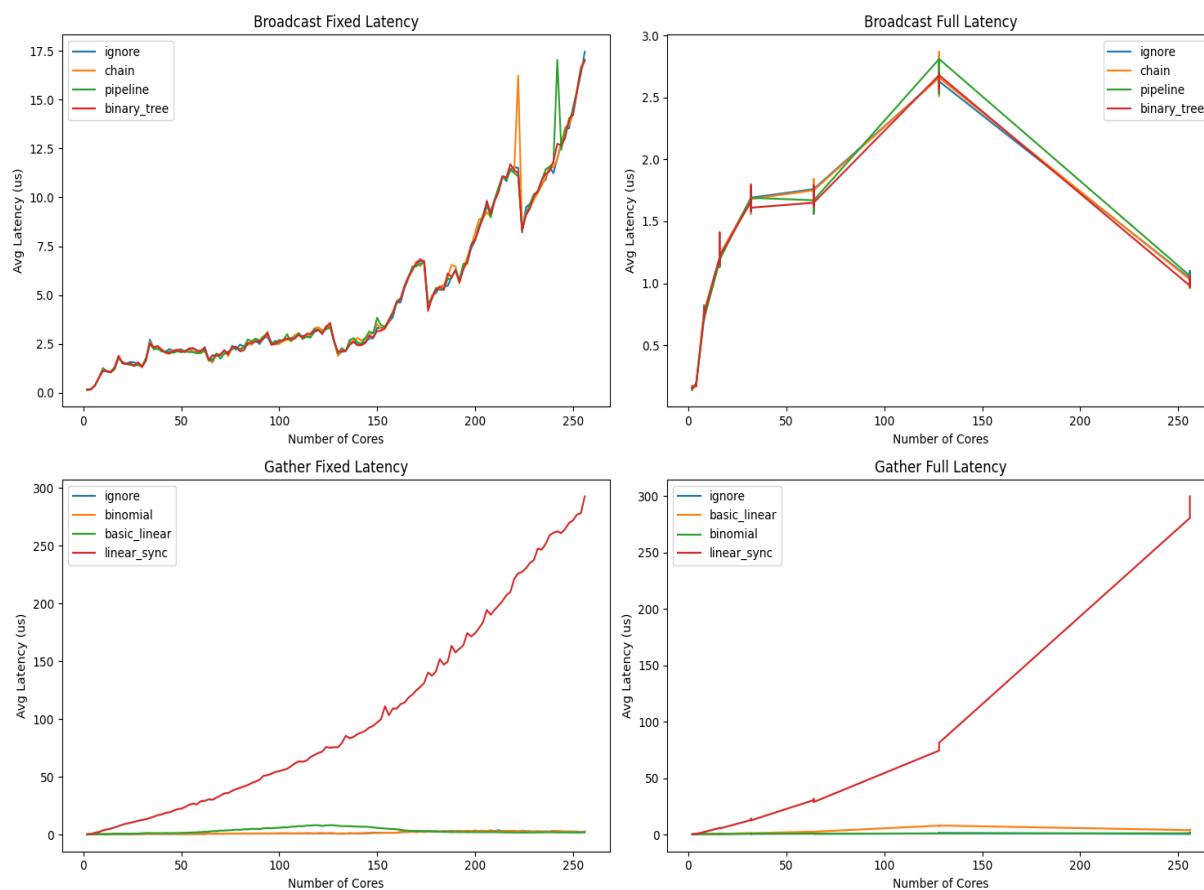 Broadcast Fixed Latency
17.5
15.0
12.5
10.0
7.5
5.0
2.5
0.0
Avg Latency (us)
ignore
chain
pipeline
binary_tree
0
50
100
150
200
250
Number of Cores
Broadcast Full Latency
3.0
2.5
2.0
1.5
1.0
0.5
Avg Latency (us)
ignore
chain
pipeline
binary_tree
0
50
100
150
200
250
Number of Cores
Gather Fixed Latency
300
250
200
150
100
50
0
Avg Latency (us)
ignore
binomial
basic_linear
linear_sync
0
50
100
150
200
250
Number of Cores
Gather Full Latency
300
250
200
150
100
50
0
Avg Latency (us)
ignore
basic_linear
binomial
linear_sync
0
50
100
150
200
250
Number of Cores